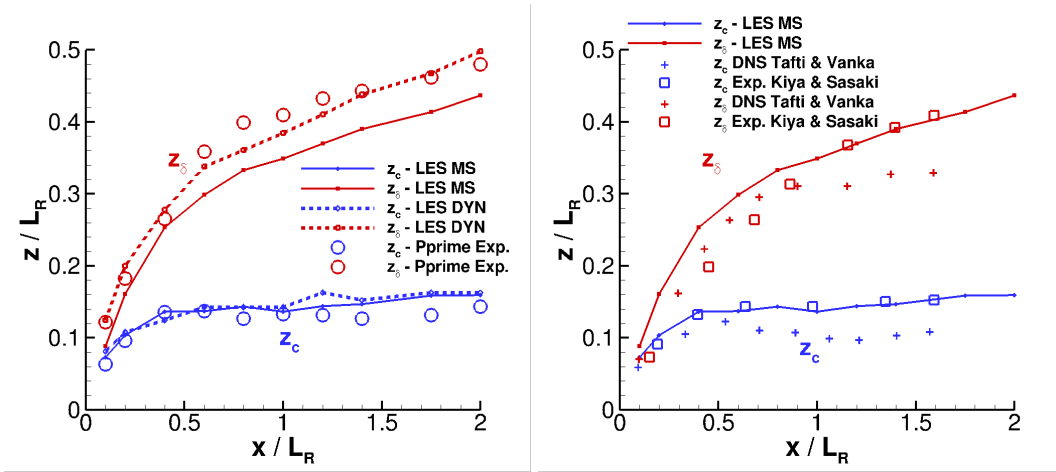 0.5
0.4
0.3
0.2
0.1
0
z / L_R
z_δ
z_c - LES MS
z_δ - LES MS
z_c - LES DYN
z_δ - LES DYN
z_c - Pprime Exp.
z_δ - Pprime Exp.
z_c
0 0.5 1 1.5 2
x / L_R
z_c - LES MS
z_δ - LES MS
z_c DNS Tafti & Vanka
z_c Exp. Kiya & Sasaki
z_δ DNS Tafti & Vanka
z_δ Exp. Kiya & Sasaki
0.5
0.4
0.3
0.2
0.1
0
z / L_R
z_δ
z_c
0 0.5 1 1.5 2
x / L_R